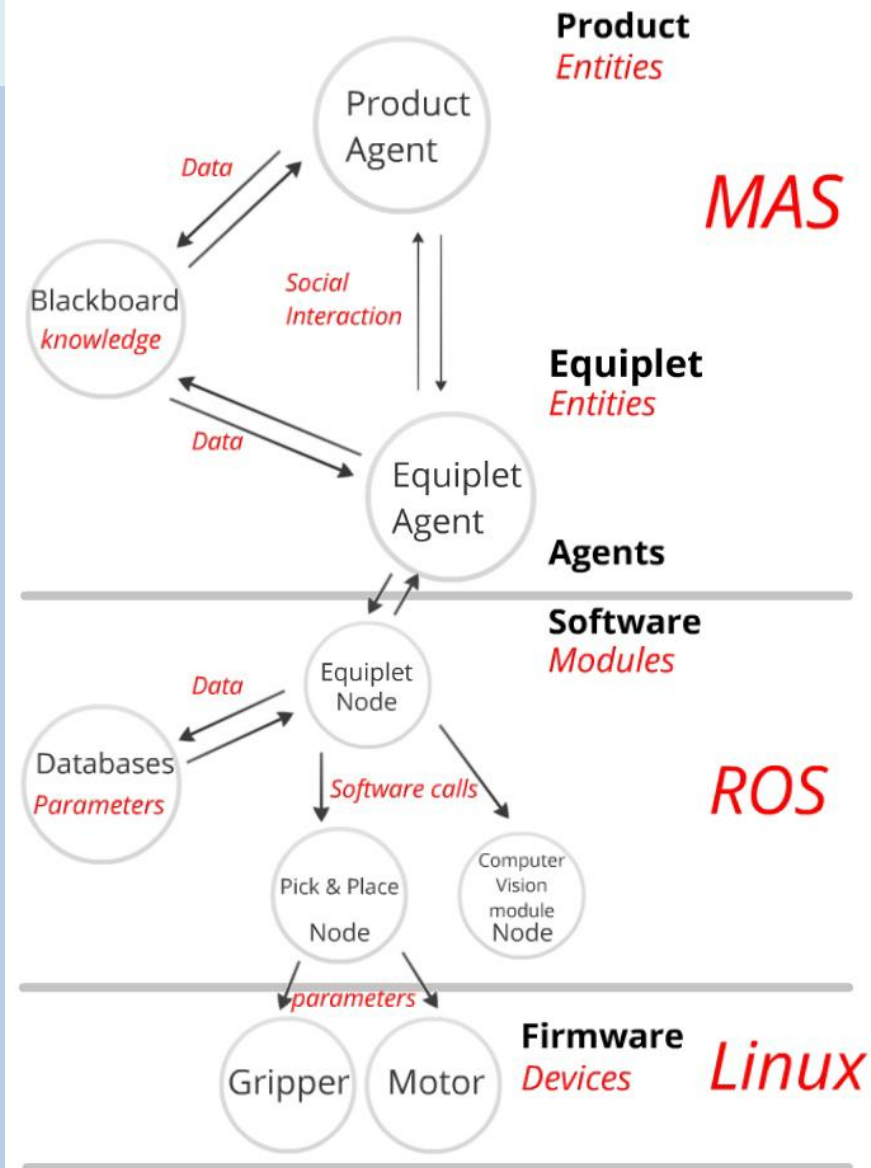 Product
Entities
Product
Agent
Data
MAS
Social
Interaction
Blackboard
knowledge
Equiplet
Entities
Data
Equiplet
Agent
Agents
Software
Modules
Equiplet
Node
Data
Databases
Parameters
Software calls
ROS
Pick & Place
Node
Computer
Vision
module
Node
parameters
Gripper
Motor
Firmware
Devices
Linux